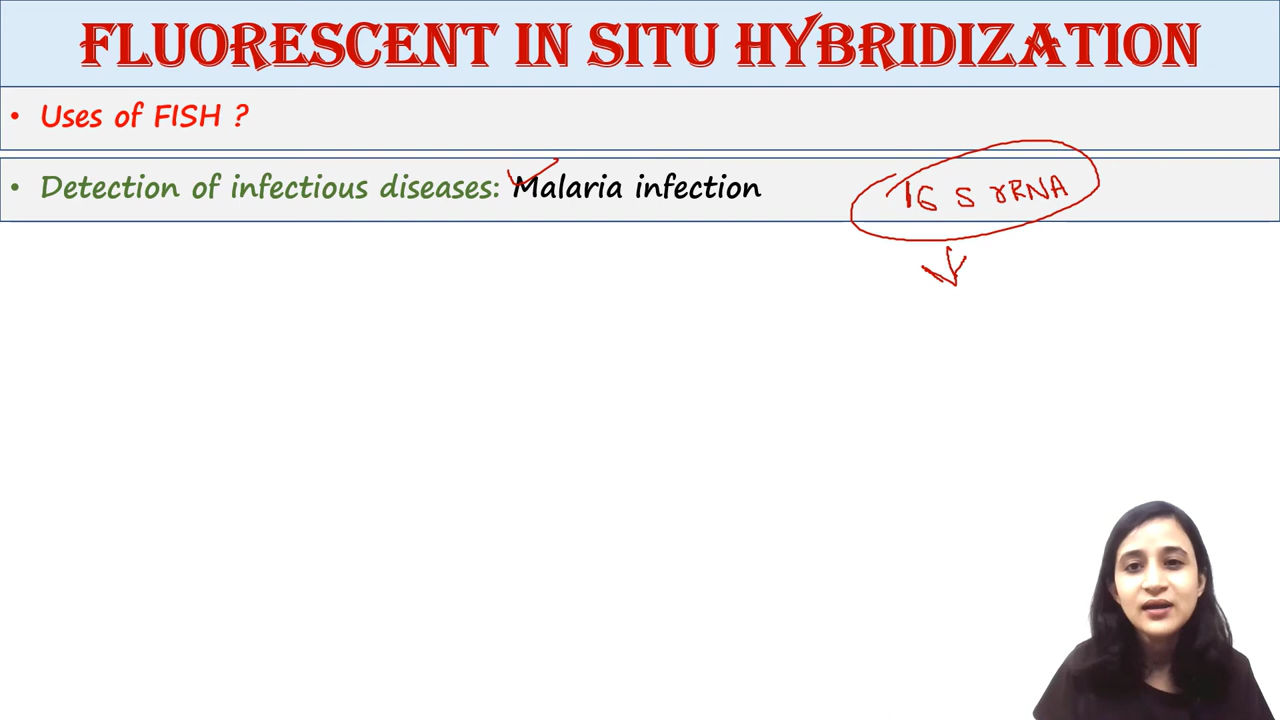 FLUORESCENT IN SITU HYBRIDIZATION
• Uses of FISH ?
• Detection of infectious diseases: Malaria infection
16 S rRNA